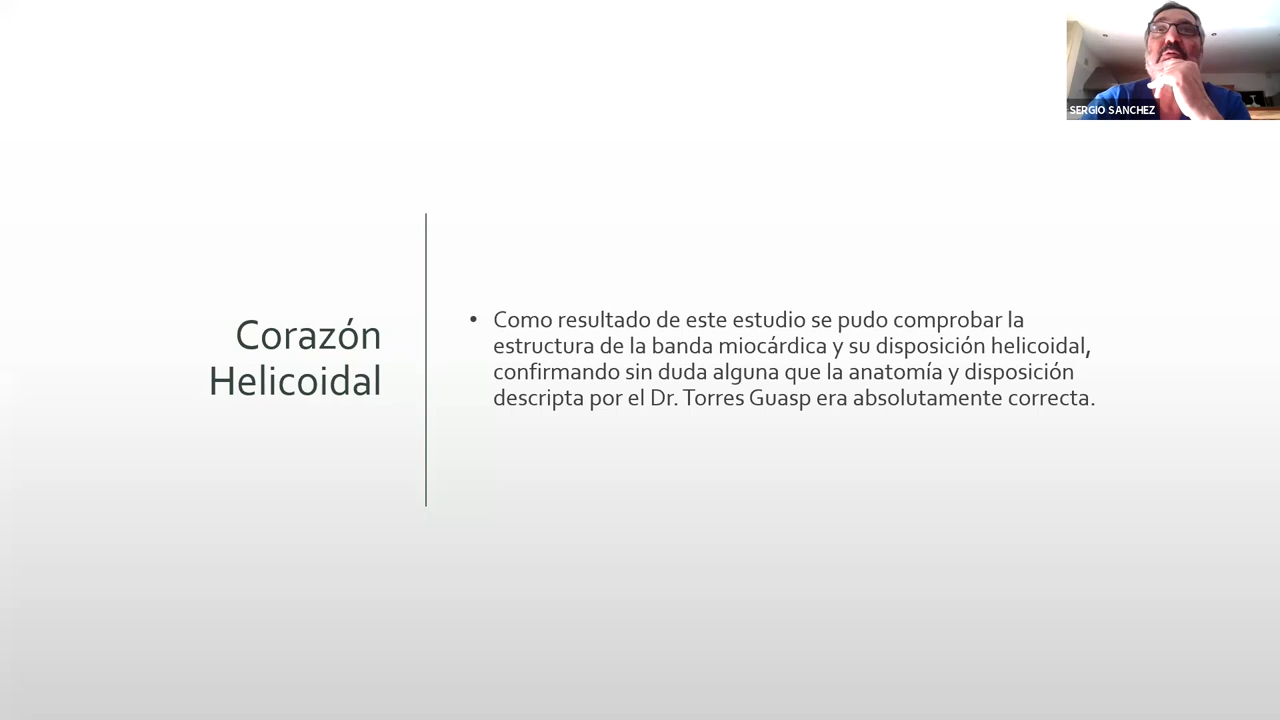 SERGIO SANCHEZ
Corazón
Helicoidal
• Como resultado de este estudio se pudo comprobar la
estructura de la banda miocárdica y su disposición helicoidal,
confirmando sin duda alguna que la anatomía y disposición
descripta por el Dr. Torres Guasp era absolutamente correcta.